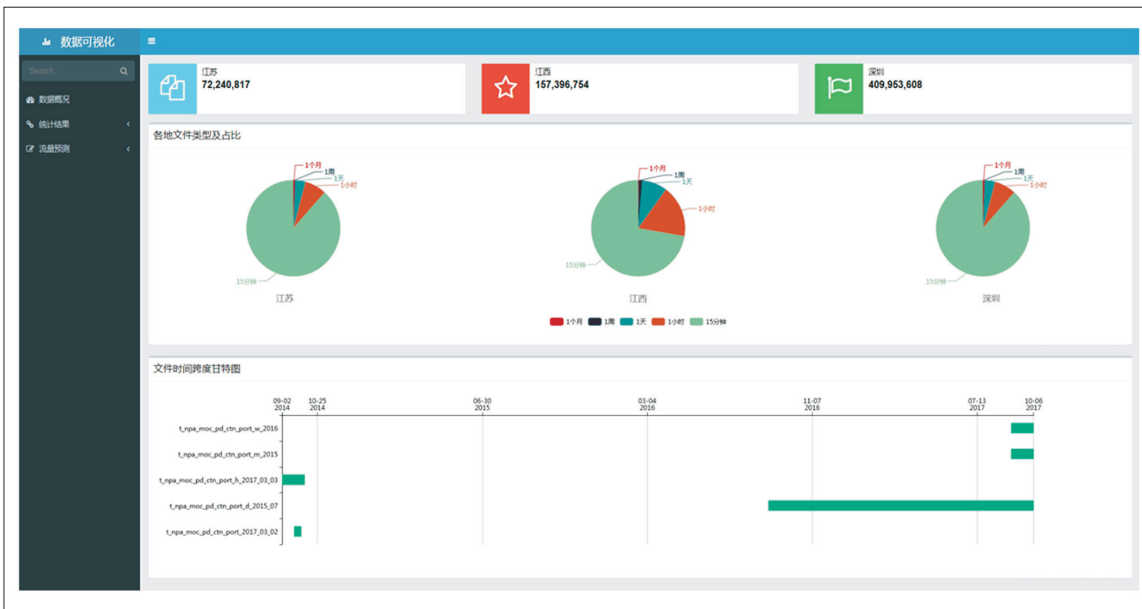 数据可视化
Search...
数据概况
统计结果
流量预测
江苏
72,240,817
江西
157,396,754
深圳
409,953,608
各地文件类型及占比
1个月
1周
1天
1小时
15分钟
江苏
1个月
1周
1天
1小时
15分钟
江西
1个月
1周
1天
1小时
15分钟
深圳
1个月 1周 1天 1小时 15分钟
文件时间跨度甘特图
09-02 10-25 06-30 03-04 11-07 07-13 10-06
2014 2014 2015 2016 2016 2017 2017
t_npa_moc_pd_ctn_port_w_2016
t_npa_moc_pd_ctn_port_m_2015
t_npa_moc_pd_ctn_port_h_2017_03_03
t_npa_moc_pd_ctn_port_d_2015_07
t_npa_moc_pd_ctn_port_2017_03_02